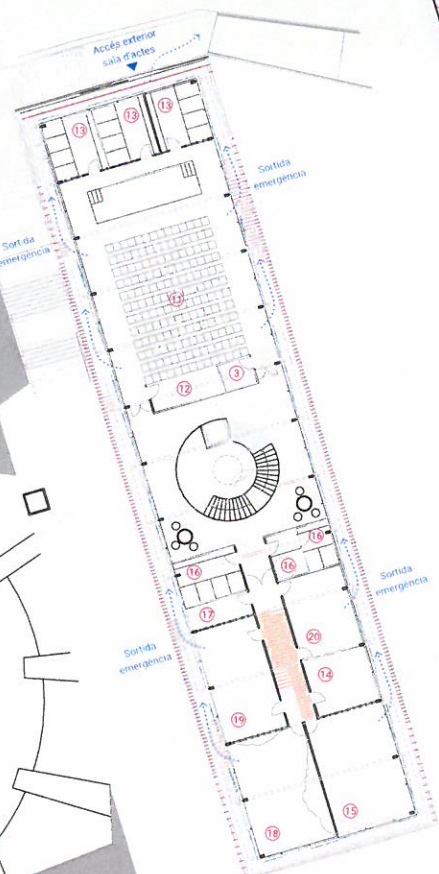 Accés exterior
sala d'actes
13
13
13
Sortida
emergència
Sortida
emergència
11
3
12
16
16
16
17
Sortida
emergència
20
Sortida
emergència
14
19
15
18